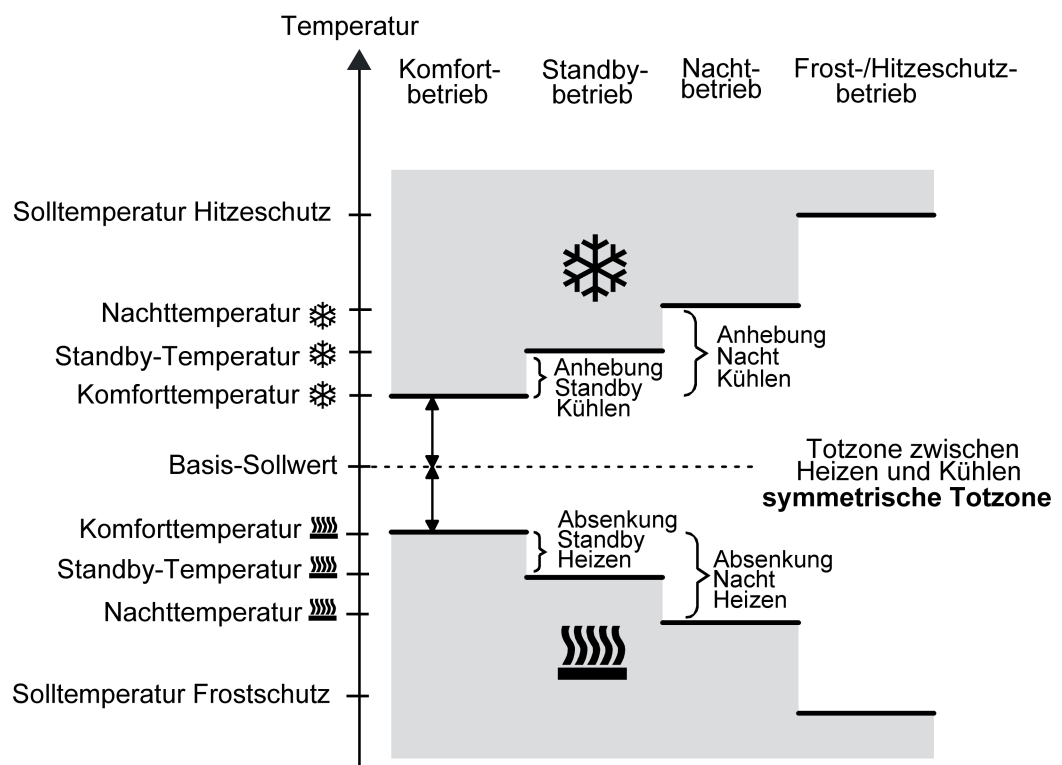 Temperatur
Komfort-
betrieb
Standby-
betrieb
Nacht-
betrieb
Frost-/Hitzeschutz-
betrieb
Solltemperatur Hitzeschutz
Nachttemperatur
Standby-Temperatur
Komforttemperatur
Anhebung
Standby
Kühlen
Anhebung
Nacht
Kühlen
Basis-Sollwert
Totzone zwischen
Heizen und Kühlen
symmetrische Totzone
Komforttemperatur
Standby-Temperatur
Nachttemperatur
Absenkung
Standby
Heizen
Absenkung
Nacht
Heizen
Solltemperatur Frostschutz